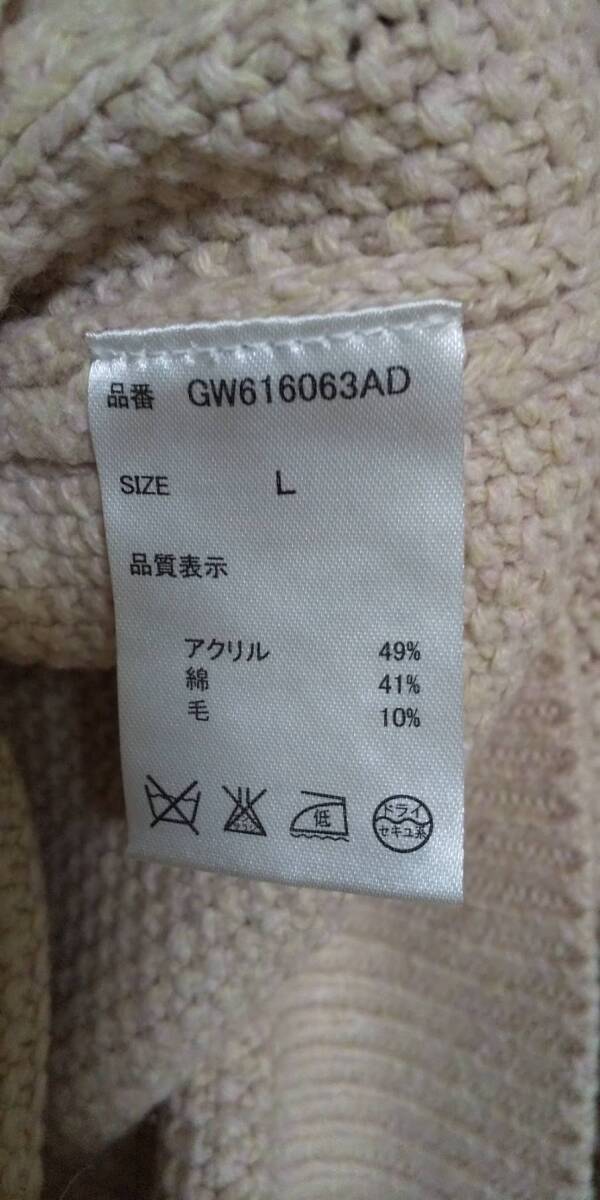 品番 GW616063AD
SIZE L
品質表示
アクリル 49%
綿 41%
毛 10%
低
ドライ
セキユ系